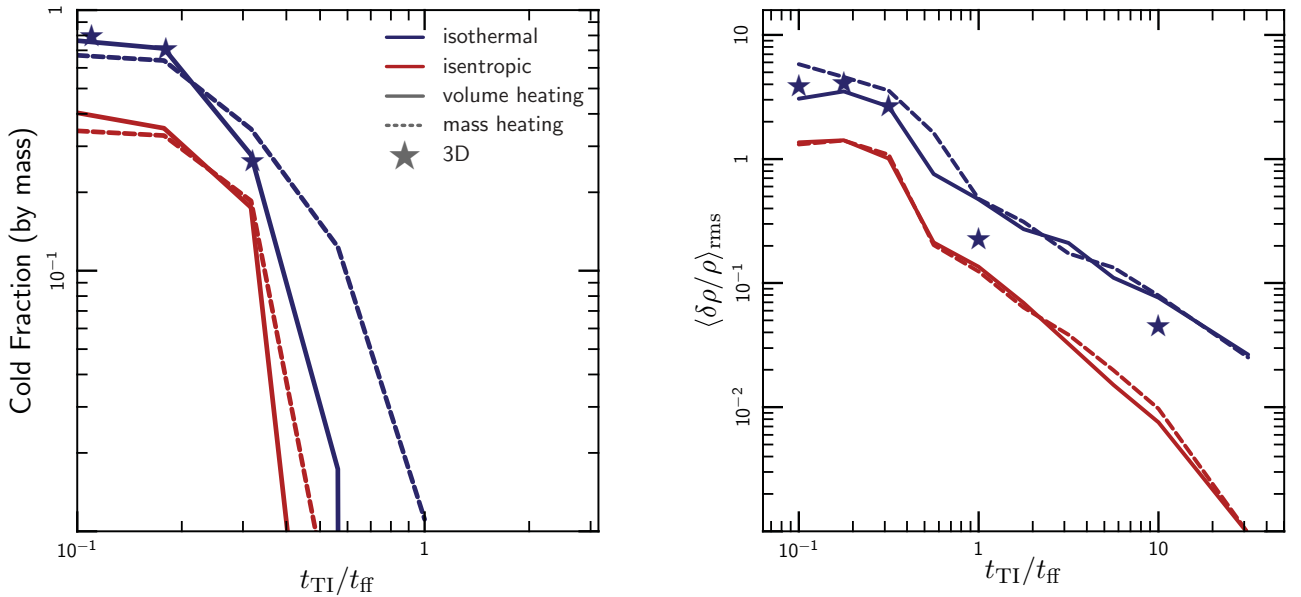 Cold Fraction (by mass)
1
10⁻¹
10⁻¹
1
t_TI/t_ff
isothermal
isentropic
volume heating
mass heating
3D
⟨δρ/ρ⟩_rms
10
1
10⁻¹
10⁻²
10⁻¹
1
10
t_TI/t_ff